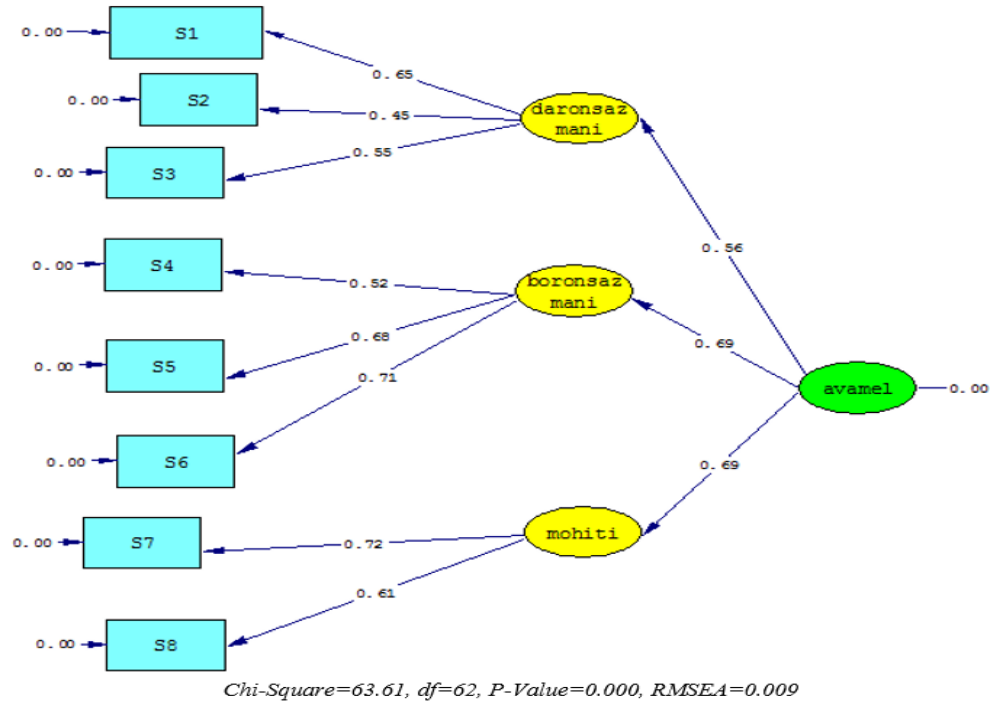 0.00
S1
0.65
0.00
S2
0.45
daronsaz
mani
0.00
S3
0.55
0.56
0.00
S4
0.52
boronsaz
mani
0.00
S5
0.68
0.69
0.71
avamel
0.00
0.00
S6
0.69
0.00
S7
0.72
mohiti
0.61
0.00
S8
Chi-Square=63.61, df=62, P-Value=0.000, RMSEA=0.009